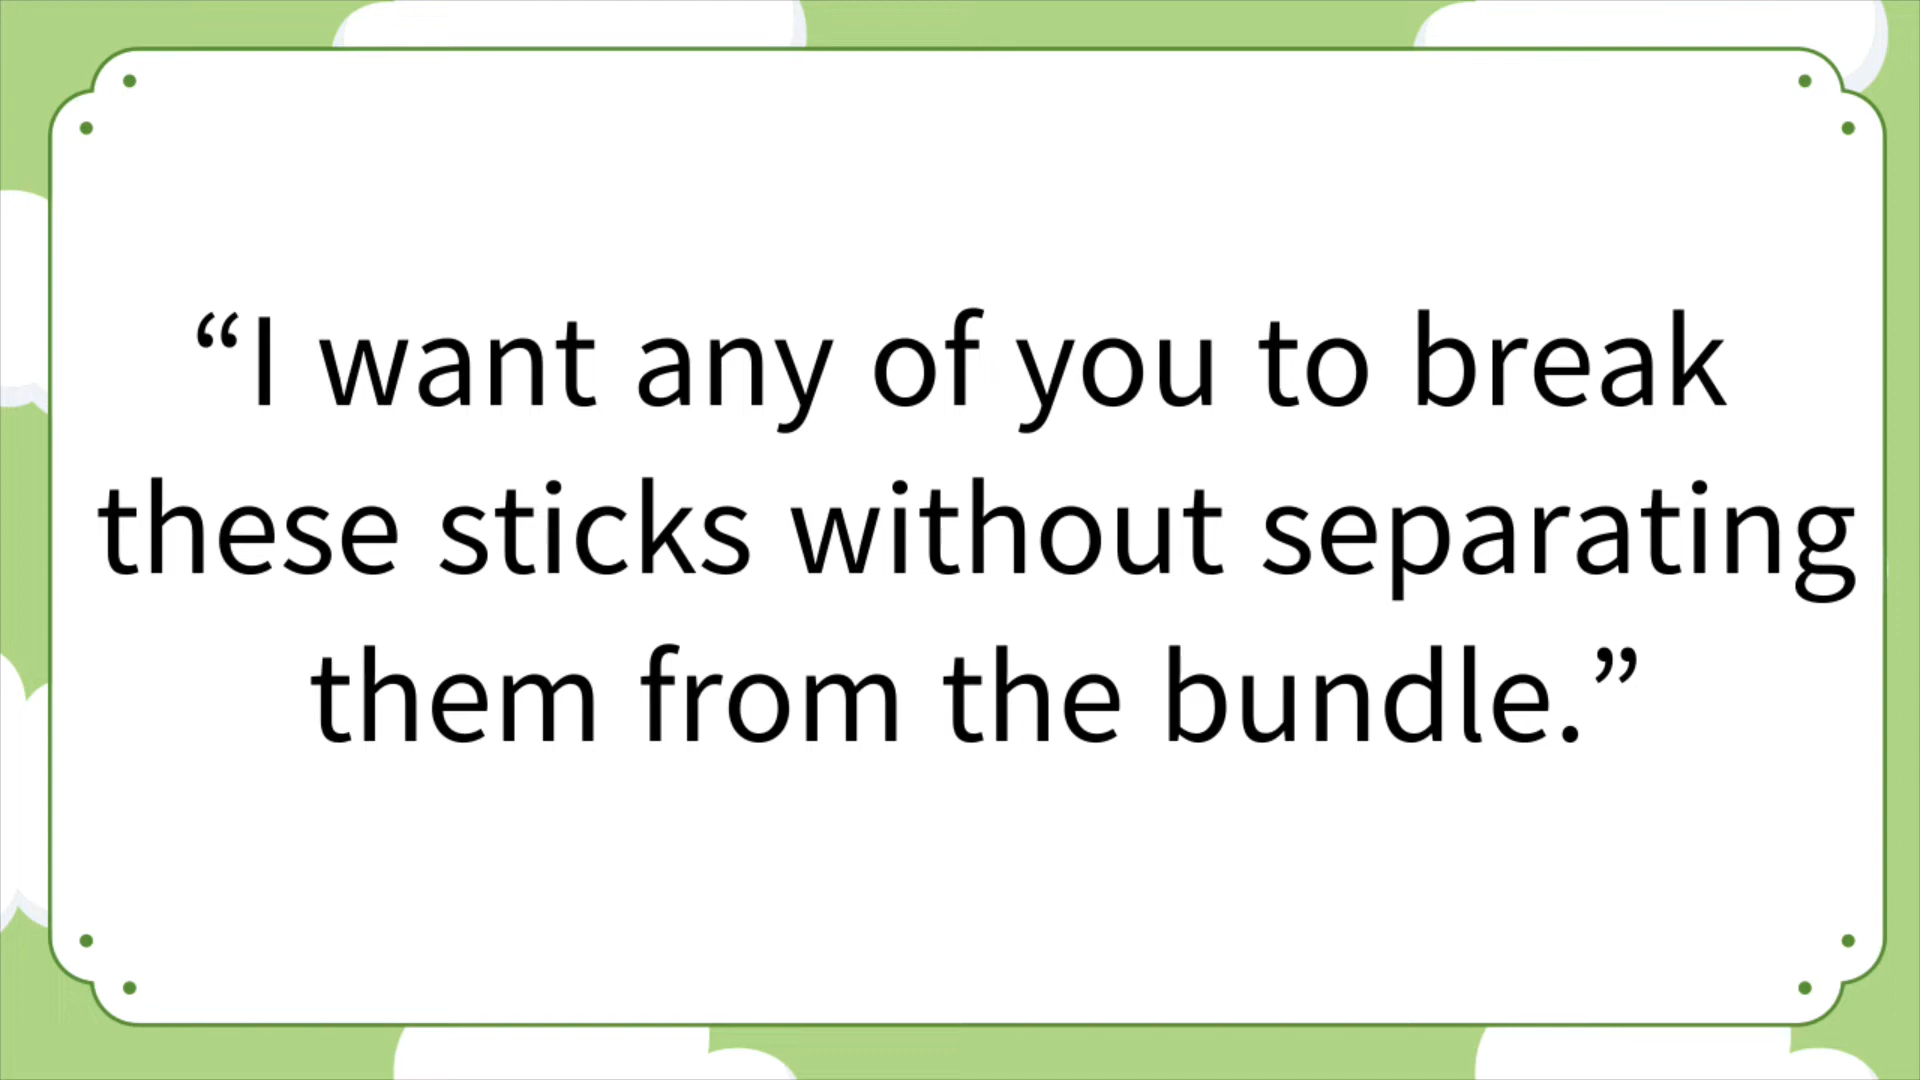 “I want any of you to break
these sticks without separating
them from the bundle.”